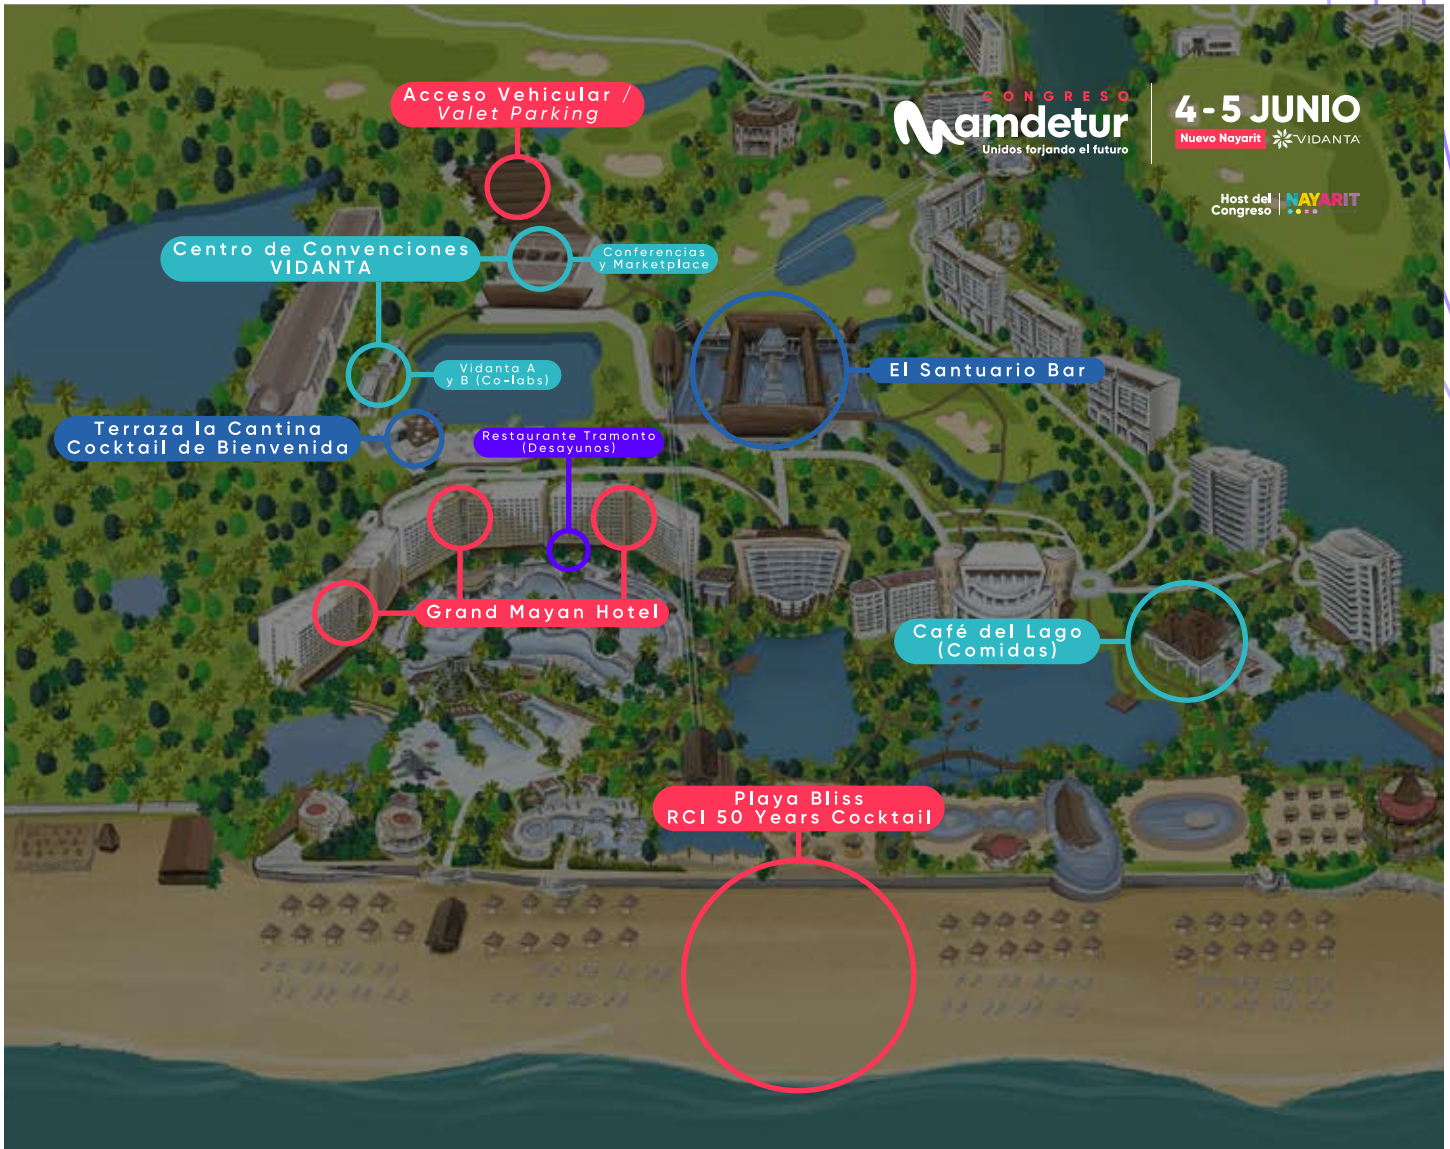 Acceso Vehicular /
Valet Parking
CONGRESO
amdetur
Unidos forjando el futuro
4-5 JUNIO
Nuevo Nayarit
VIDANTA
Host del
Congreso
NAYARIT
Centro de Convenciones
VIDANTA
Conferencias
y Marketplace
Vidanta A
y B (Co-labs)
El Santuario Bar
Terraza la Cantina
Cocktail de Bienvenida
Restaurante Tramonto
(Desayunos)
Grand Mayan Hotel
Café del Lago
(Comidas)
Playa Bliss
RCI 50 Years Cocktail